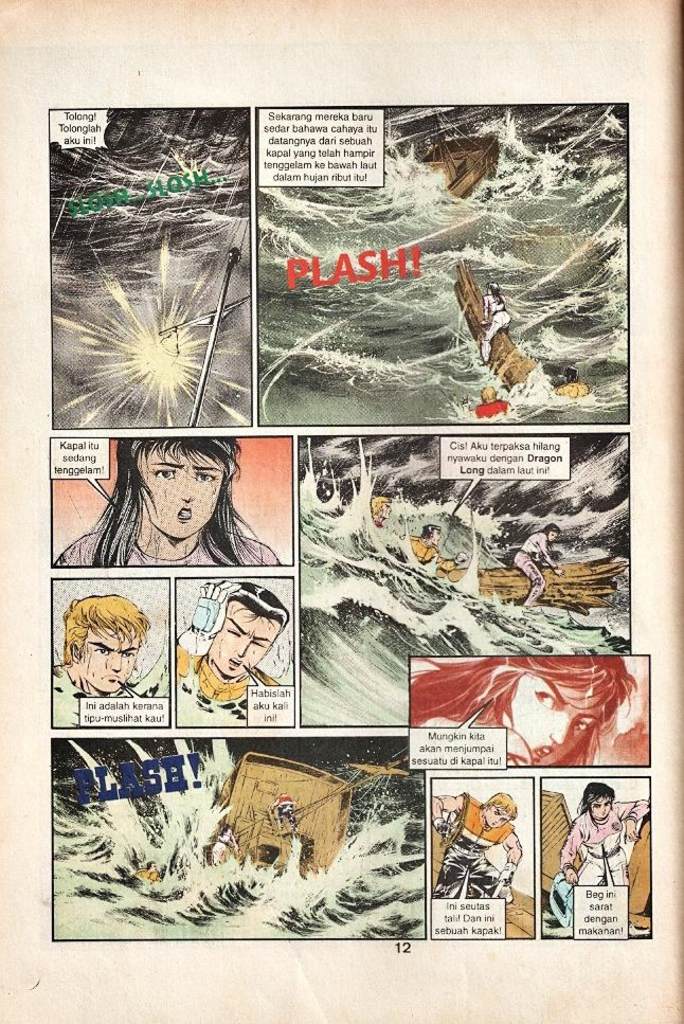 Tolong!
Tolonglah
aku ini!
SLOSH.. SLOSH...
Sekarang mereka baru
sedar bahawa cahaya itu
datangnya dari sebuah
kapal yang telah hampir
tenggelam ke bawah laut
dalam hujan ribut itu!
PLASH!
Kapal itu
sedang
tenggelam!
Cis! Aku terpaksa hilang
nyawaku dengan Dragon
Long dalam laut ini!
Ini adalah kerana
tipu-muslihat kau!
Habislah
aku kali
ini!
Mungkin kita
akan menjumpai
sesuatu di kapal itu!
PLASH!
Ini seutas
tali! Dan ini
sebuah kapak!
Beg ini
sarat
dengan
makanan!
12